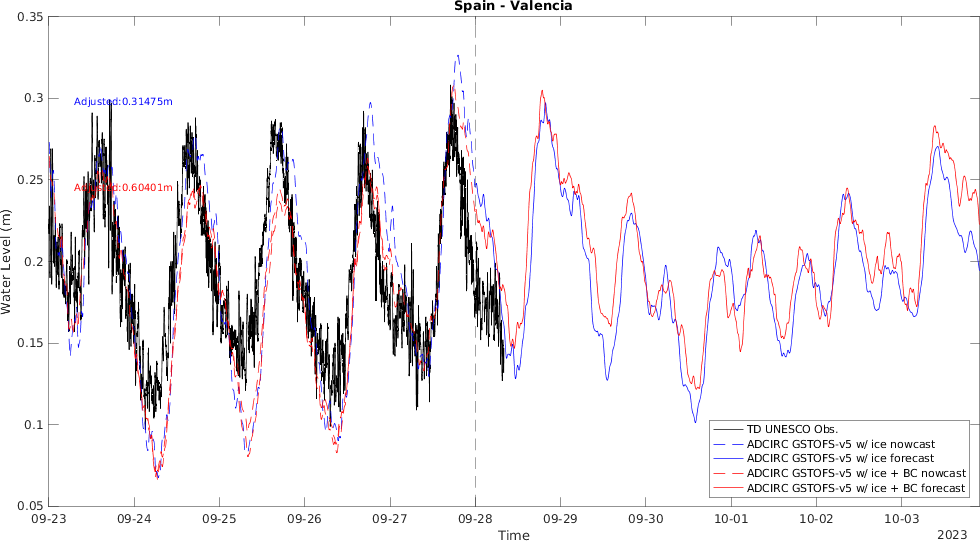 Spain - Valencia
0.35
0.3
0.25
0.2
0.15
0.1
0.05
Water Level (m)
Adjusted:0.31475m
Adjusted:0.60401m
TD UNESCO Obs.
ADCIRC GSTOFS-v5 w/ ice nowcast
ADCIRC GSTOFS-v5 w/ ice forecast
ADCIRC GSTOFS-v5 w/ ice + BC nowcast
ADCIRC GSTOFS-v5 w/ ice + BC forecast
09-23 09-24 09-25 09-26 09-27 09-28 09-29 09-30 10-01 10-02 10-03
Time
2023